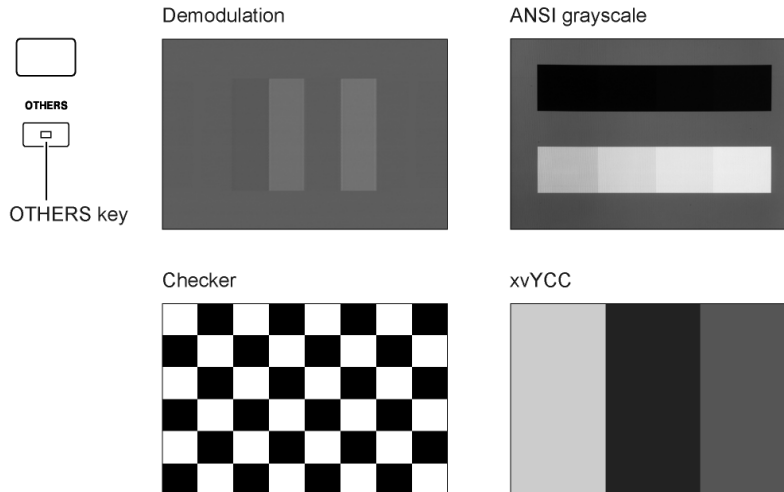 Demodulation
ANSI grayscale
OTHERS
OTHERS key
Checker
xvYCC